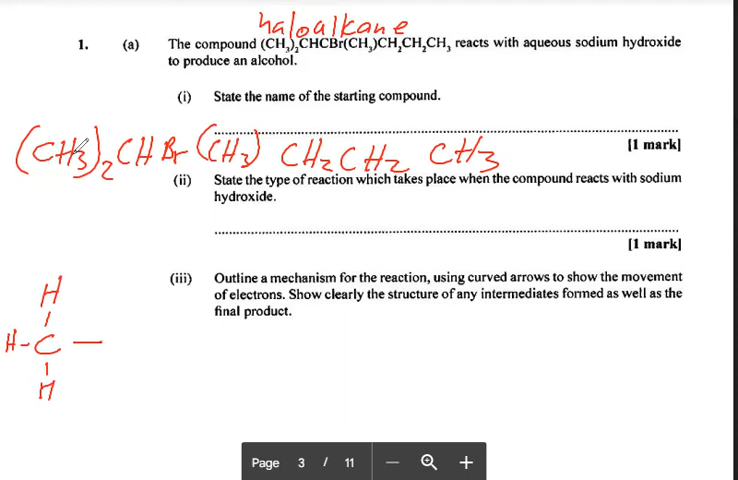 haloalkane
1. (a) The compound (CH₃)₂CHCBr(CH₃)CH₂CH₂CH₃ reacts with aqueous sodium hydroxide
to produce an alcohol.
(i) State the name of the starting compound.
[1 mark]
(CH3)₂CHBr(CH3) CH₂CH₂ CH3
(ii) State the type of reaction which takes place when the compound reacts with sodium
hydroxide.
[1 mark]
(iii) Outline a mechanism for the reaction, using curved arrows to show the movement
of electrons. Show clearly the structure of any intermediates formed as well as the
final product.
H
H-C-
H
Page 3 / 11 - +